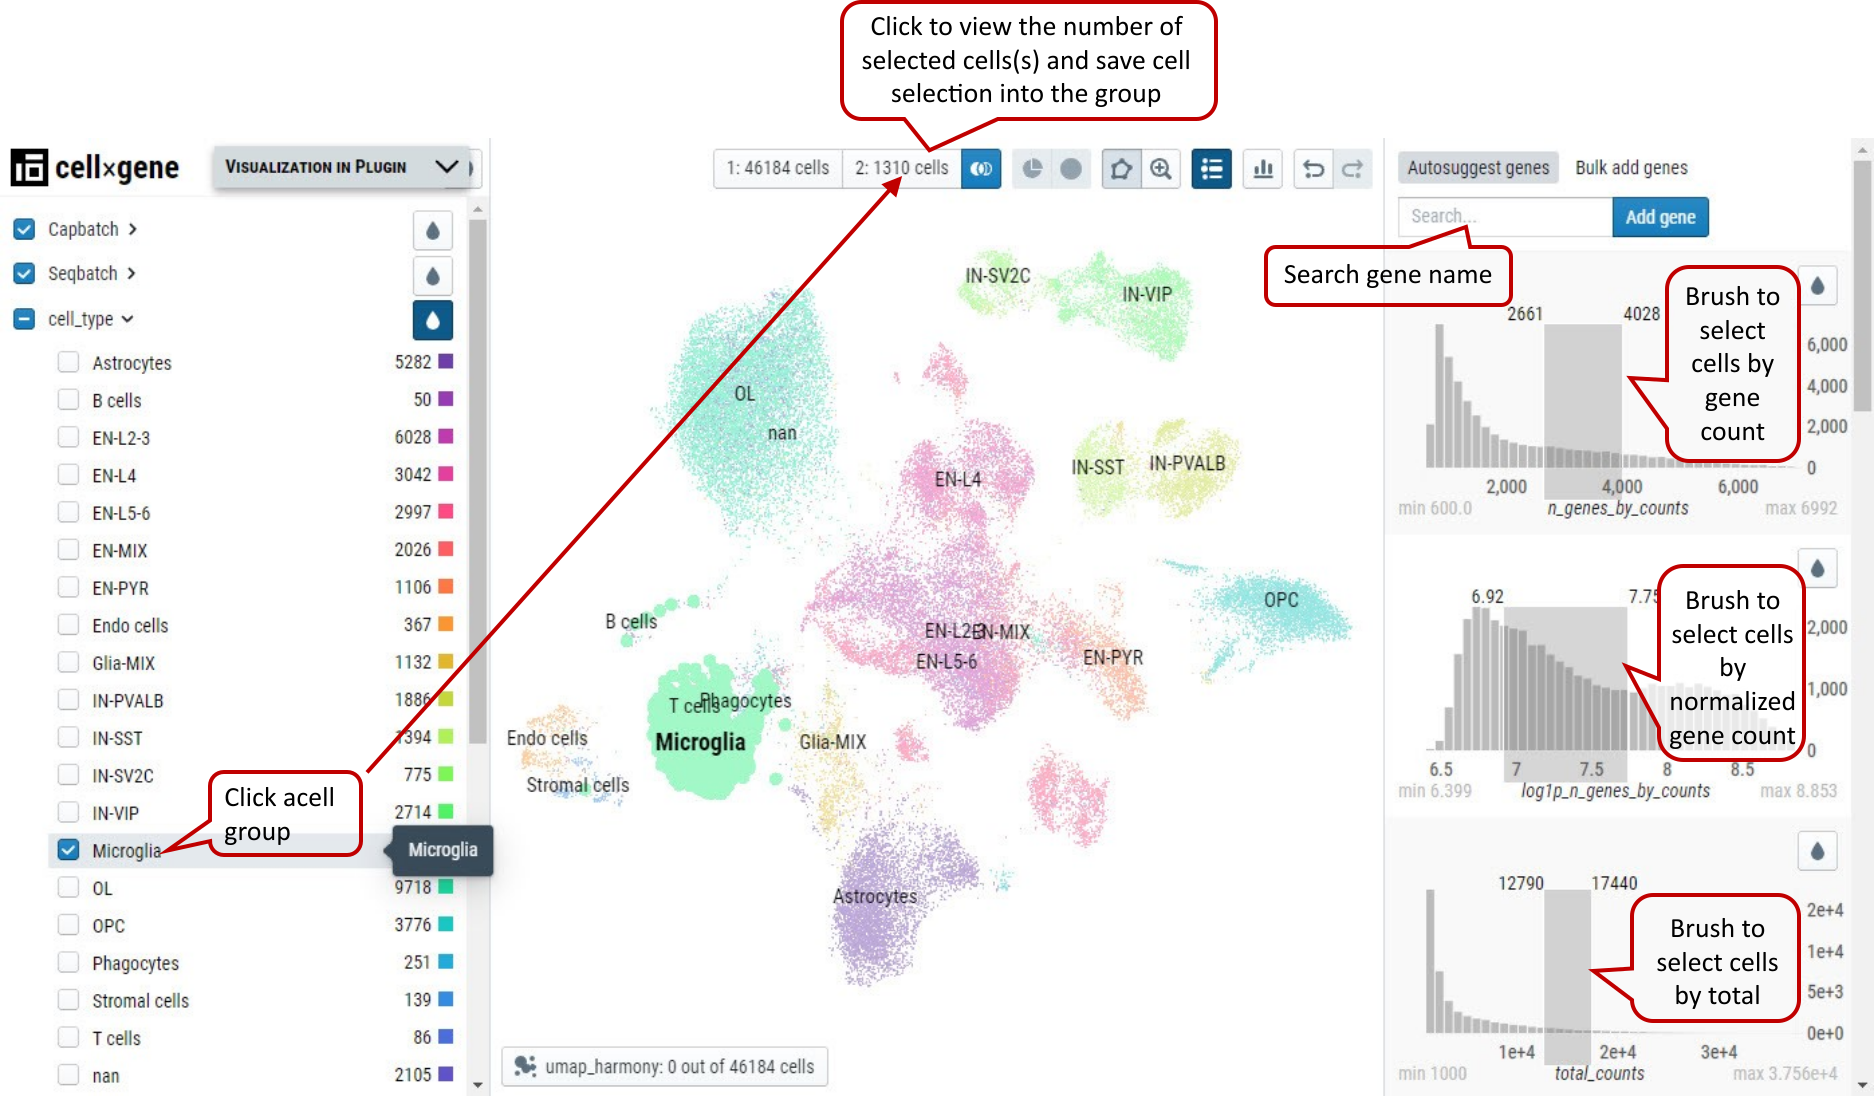 Click to view the number of
selected cells(s) and save cell
selection into the group
cell×gene
VISUALIZATION IN PLUGIN
1: 46184 cells
2: 1310 cells
Autosuggest genes
Bulk add genes
Search...
Add gene
Search gene name
Capbatch
Seqbatch
cell_type
Astrocytes 5282
B cells 50
EN-L2-3 6028
EN-L4 3042
EN-L5-6 2997
EN-MIX 2026
EN-PYR 1106
Endo cells 367
Glia-MIX 1132
IN-PVALB 1886
IN-SST 1394
IN-SV2C 775
IN-VIP 2714
Microglia
OL 9718
OPC 3776
Phagocytes 251
Stromal cells 139
T cells 86
nan 2105
Click acell
group
Microglia
IN-SV2C
IN-VIP
OL
nan
EN-L4
IN-SST
IN-PVALB
OPC
B cells
EN-L2-3
EN-MIX
EN-L5-6
EN-PYR
T cells
Phagocytes
Microglia
Endo cells
Glia-MIX
Stromal cells
Astrocytes
umap_harmony: 0 out of 46184 cells
2661
4028
Brush to
select
cells by
gene
count
6,000
4,000
2,000
0
2,000
4,000
6,000
min 600.0
n_genes_by_counts
max 6992
6.92
7.75
Brush to
select cells
by
normalized
gene count
2,000
1,000
0
6.5
7
7.5
8
8.5
min 6.399
log1p_n_genes_by_counts
max 8.853
12790
17440
Brush to
select cells
by total
2e+4
1e+4
5e+3
0e+0
1e+4
2e+4
3e+4
min 1000
total_counts
max 3.756e+4